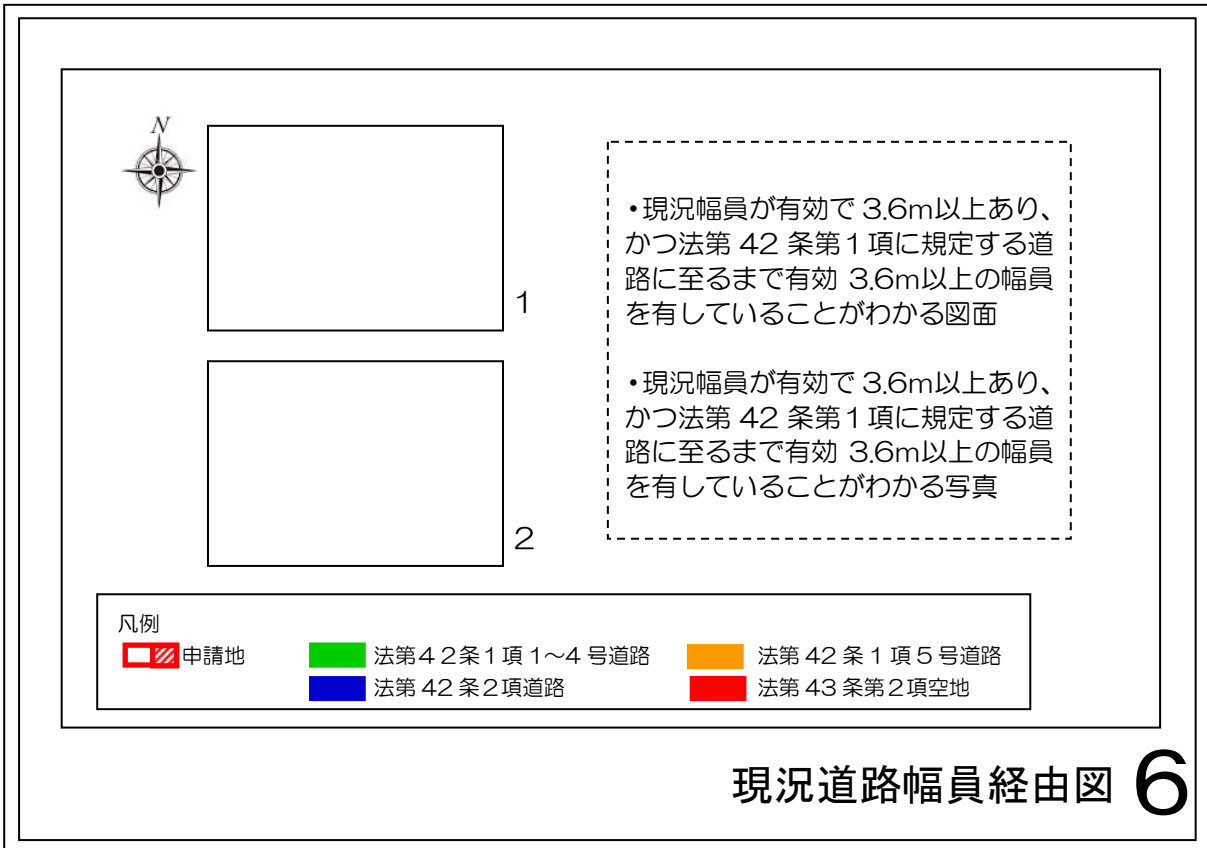 N
1
・現況幅員が有効で 3.6m以上あり、
かつ法第 42 条第1項に規定する道
路に至るまで有効 3.6m以上の幅員
を有していることがわかる図面
・現況幅員が有効で 3.6m以上あり、
かつ法第 42 条第1項に規定する道
路に至るまで有効 3.6m以上の幅員
を有していることがわかる写真
2
凡例
申請地
法第42条1項1~4号道路
法第 42 条1項5号道路
法第 42 条2項道路
法第 43 条第2項空地
現況道路幅員経由図 6